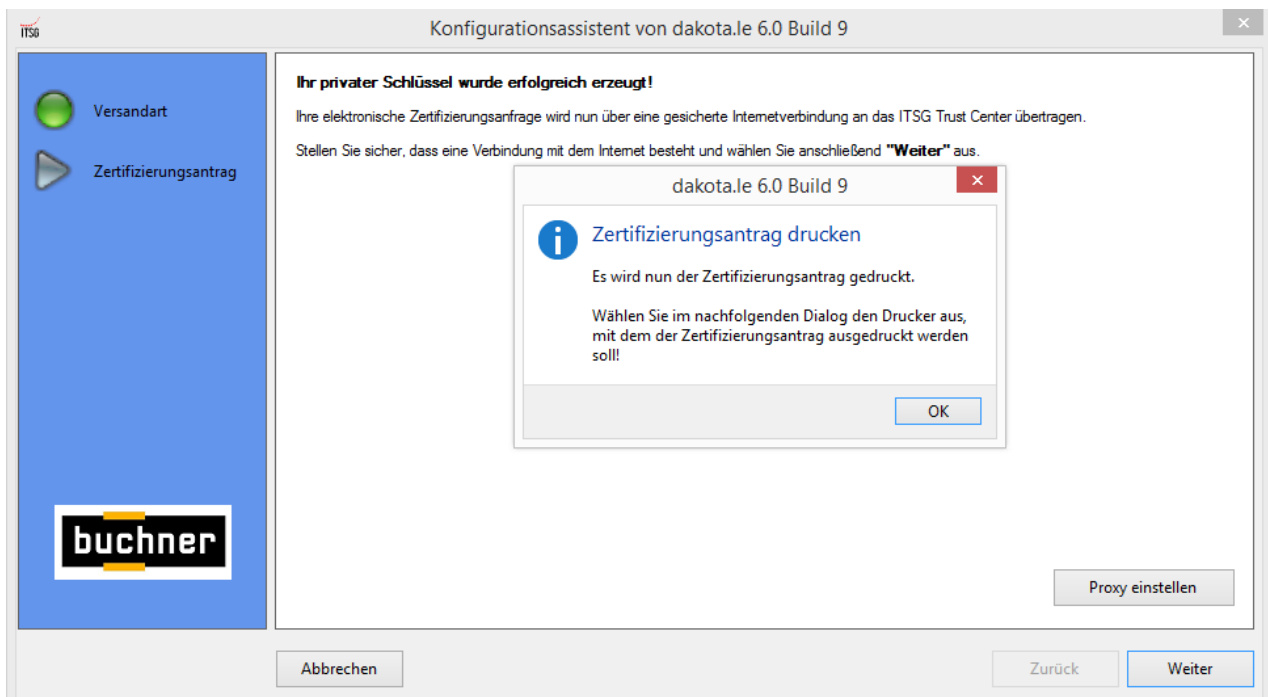 ITSG
Konfigurationsassistent von dakota.le 6.0 Build 9
Versandart
Zertifizierungsantrag
Ihr privater Schlüssel wurde erfolgreich erzeugt!
Ihre elektronische Zertifizierungsanfrage wird nun über eine gesicherte Internetverbindung an das ITSG Trust Center übertragen.
Stellen Sie sicher, dass eine Verbindung mit dem Internet besteht und wählen Sie anschließend "Weiter" aus.
dakota.le 6.0 Build 9
Zertifizierungsantrag drucken
Es wird nun der Zertifizierungsantrag gedruckt.
Wählen Sie im nachfolgenden Dialog den Drucker aus,
mit dem der Zertifizierungsantrag ausgedruckt werden
soll!
OK
buchner
Proxy einstellen
Abbrechen
Zurück
Weiter